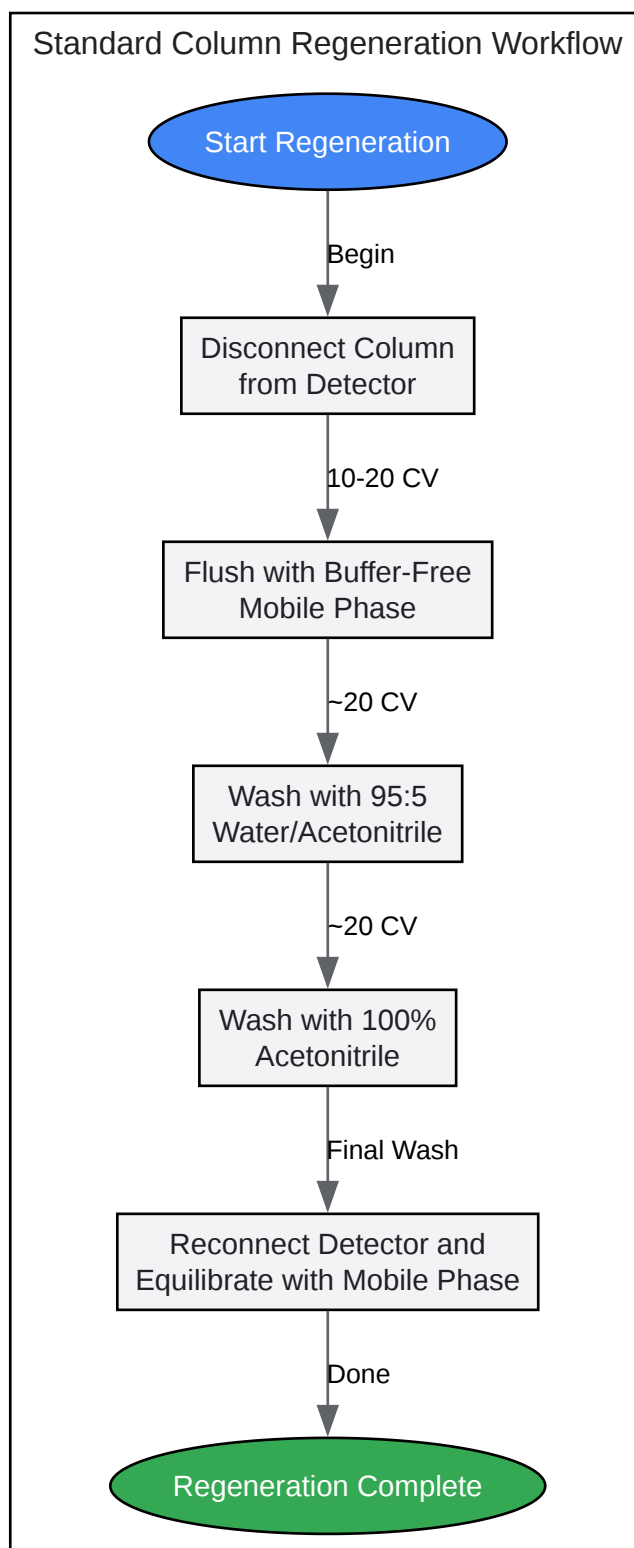 Standard Column Regeneration Workflow
Start Regeneration
Begin
Disconnect Column
from Detector
10-20 CV
Flush with Buffer-Free
Mobile Phase
~20 CV
Wash with 95:5
Water/Acetonitrile
~20 CV
Wash with 100%
Acetonitrile
Final Wash
Reconnect Detector and
Equilibrate with Mobile Phase
Done
Regeneration Complete